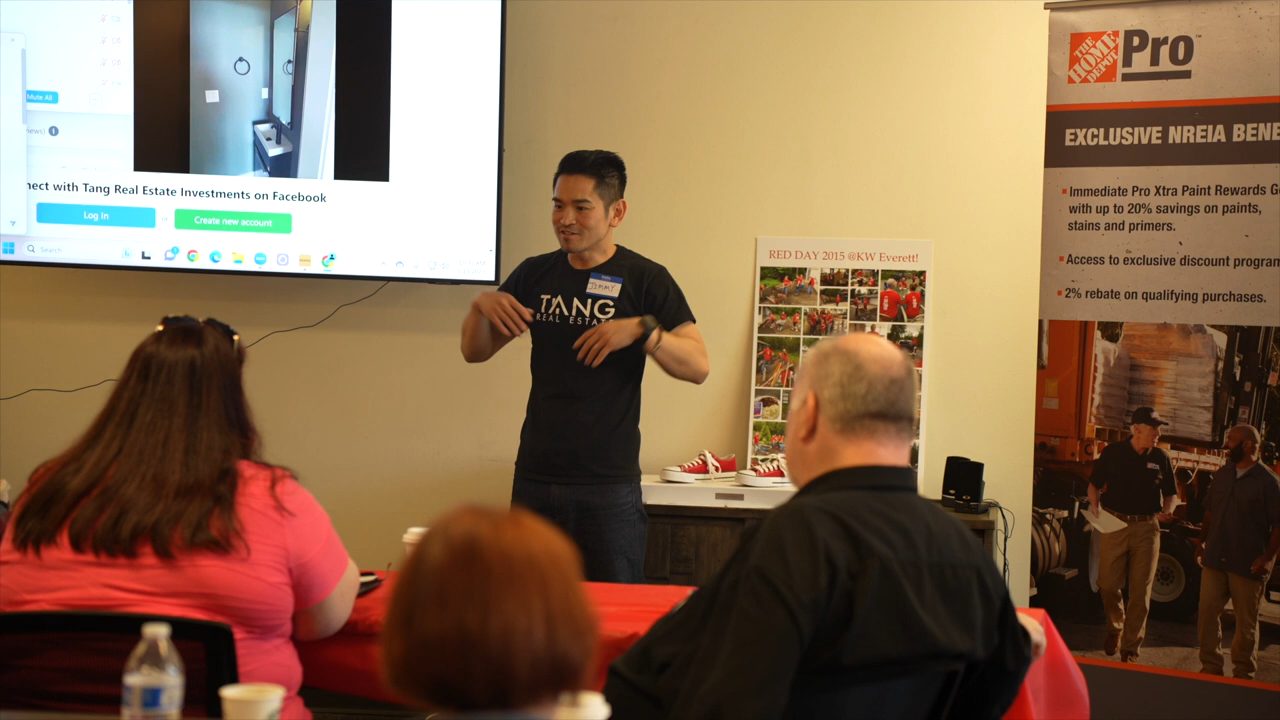 Mute All
nect with Tang Real Estate Investments on Facebook
Log In
or
Create new account
Search
JIMMY
TANG
REAL ESTATE
RED DAY 2015 @KW Everett!
THE HOME DEPOT
Pro
EXCLUSIVE NREIA BENE
Immediate Pro Xtra Paint Rewards G
with up to 20% savings on paints,
stains and primers.
Access to exclusive discount program
2% rebate on qualifying purchases.